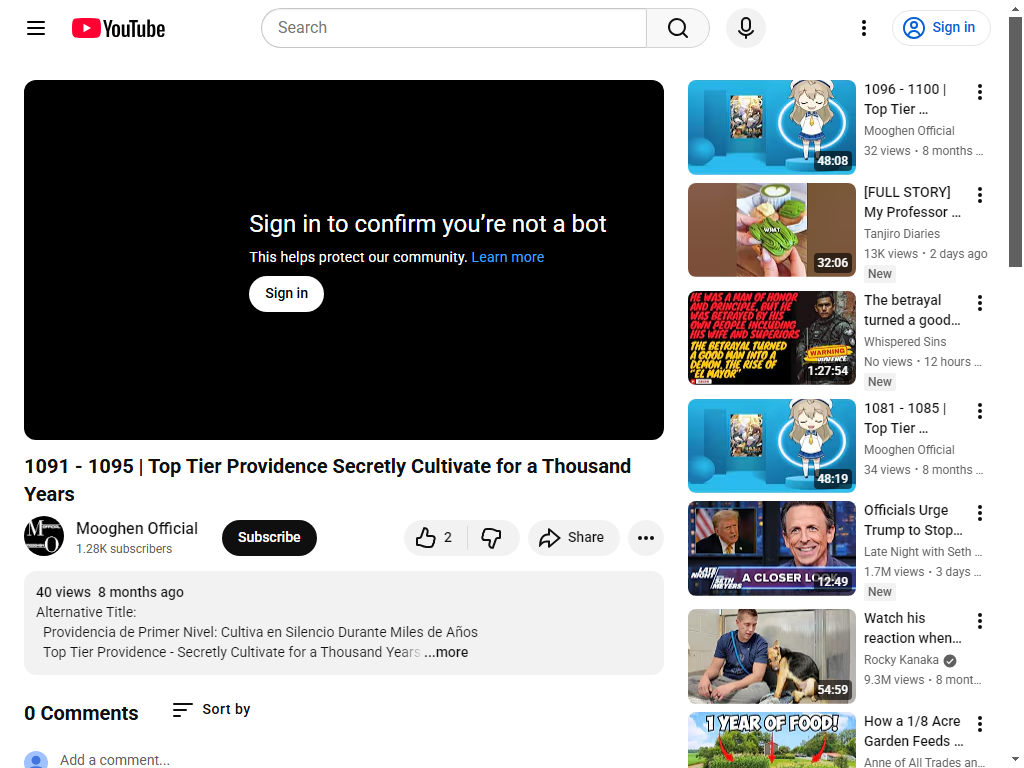 YouTube
Search
Sign in
Sign in to confirm you’re not a bot
This helps protect our community. Learn more
Sign in
1091 - 1095 | Top Tier Providence Secretly Cultivate for a Thousand
Years
Mooghen Official
1.28K subscribers
Subscribe
2
Share
40 views 8 months ago
Alternative Title:
Providencia de Primer Nivel: Cultiva en Silencio Durante Miles de Años
Top Tier Providence - Secretly Cultivate for a Thousand Years ...more
0 Comments
Sort by
Add a comment...
48:08
1096 - 1100 |
Top Tier ...
Mooghen Official
32 views • 8 months ...
WHAT
32:06
[FULL STORY]
My Professor ...
Tanjiro Diaries
13K views • 2 days ago
New
HE WAS A MAN OF HONOR
AND PRINCIPLE, BUT HE
WAS BETRAYED BY HIS
OWN PEOPLE INCLUDING
HIS WIFE AND SUPERIORS
THE BETRAYAL TURNED
A GOOD MAN INTO A
DEMON, THE RISE OF
"EL MAYOR"
WARNING
1:27:54
The betrayal
turned a good...
Whispered Sins
No views • 12 hours ...
New
48:19
1081 - 1085 |
Top Tier ...
Mooghen Official
34 views • 8 months ...
LATE NIGHT
WITH SETH MEYERS
A CLOSER LOOK
12:49
Officials Urge
Trump to Stop...
Late Night with Seth ...
1.7M views • 3 days ...
New
54:59
Watch his
reaction when...
Rocky Kanaka
9.3M views • 8 mont...
1 YEAR OF FOOD!
How a 1/8 Acre
Garden Feeds ...
Anne of All Trades an...